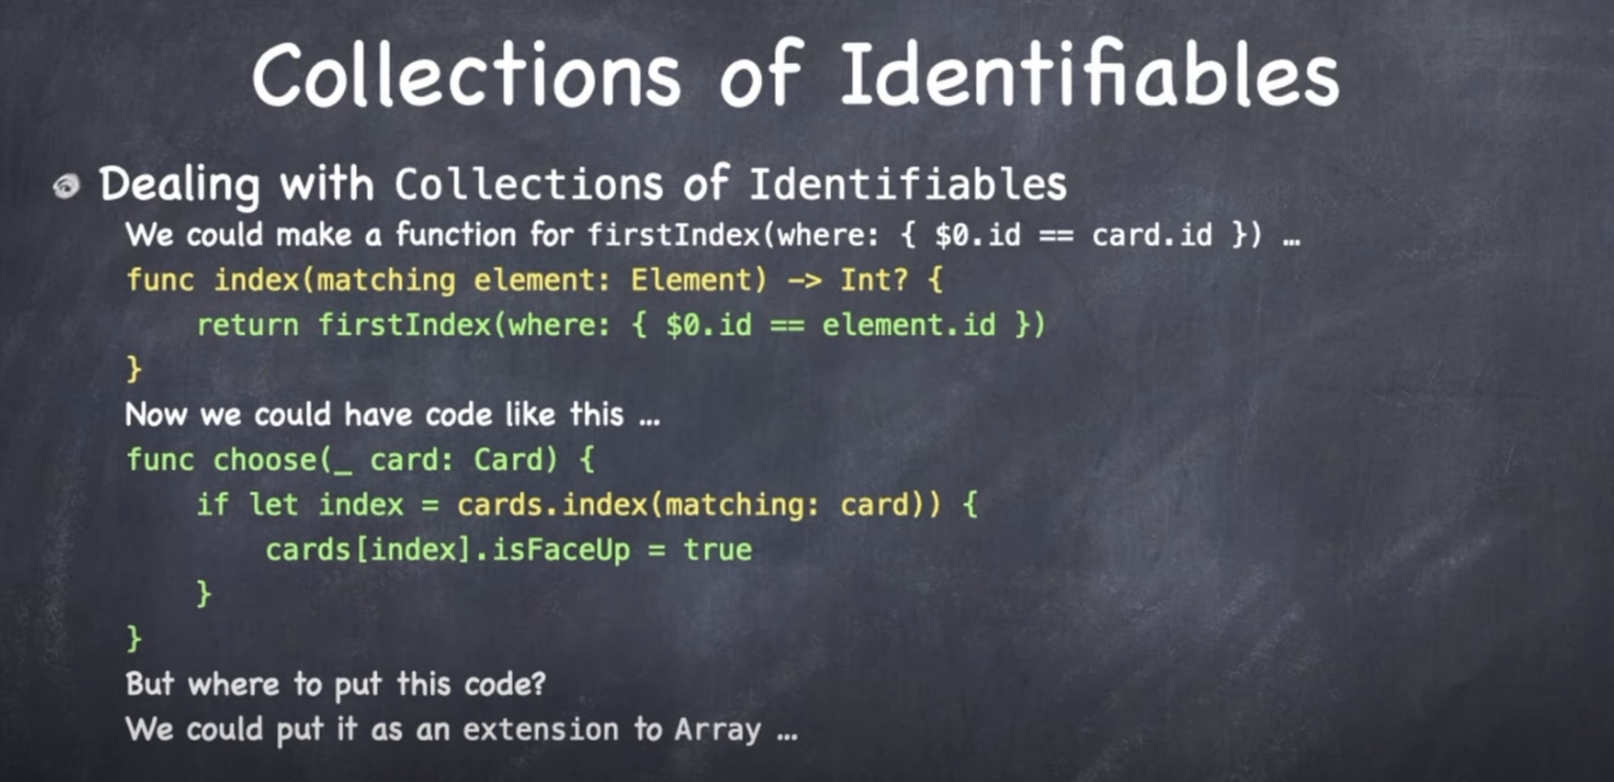 Collections of Identifiables
Dealing with Collections of Identifiables
We could make a function for firstIndex(where: { $0.id == card.id }) …
func index(matching element: Element) -> Int? {
    return firstIndex(where: { $0.id == element.id })
}
Now we could have code like this …
func choose(_ card: Card) {
    if let index = cards.index(matching: card)) {
        cards[index].isFaceUp = true
    }
}
But where to put this code?
We could put it as an extension to Array …